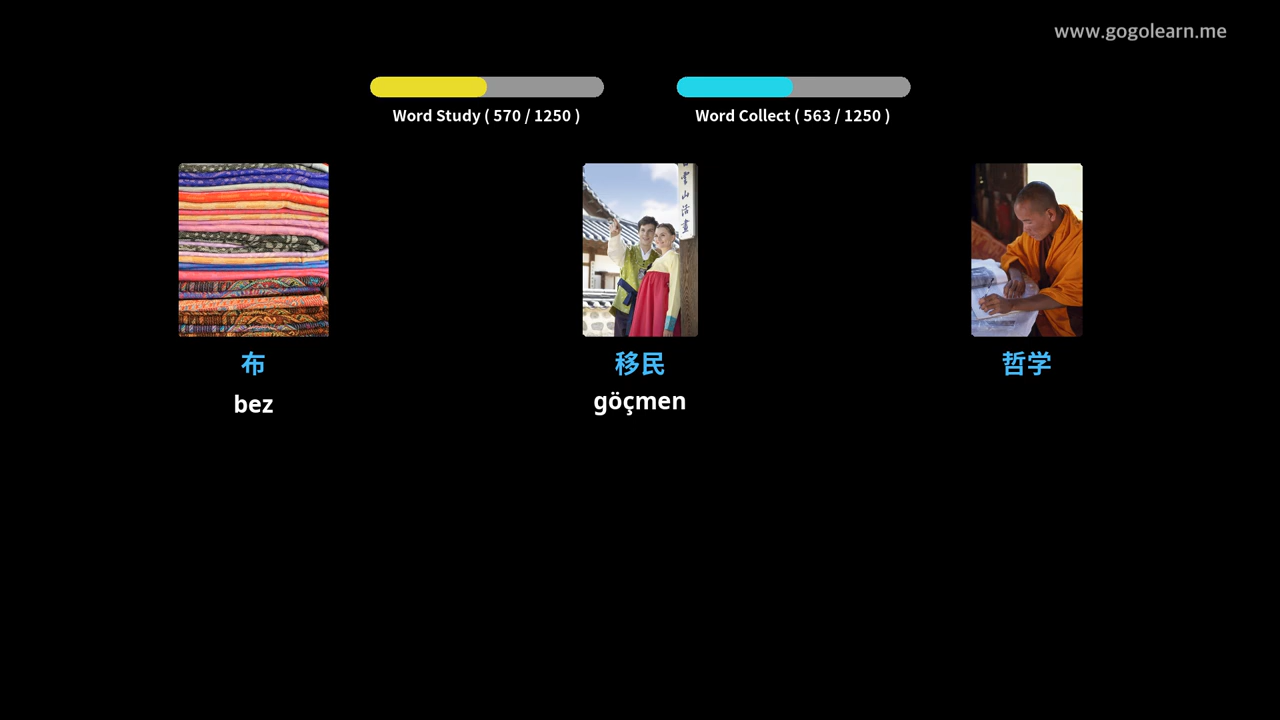 www.gogolearn.me
Word Study ( 570 / 1250 )
Word Collect ( 563 / 1250 )
布
移民
哲学
bez
göçmen